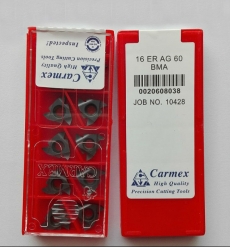 Carmex
High Quality
Precision Cutting Tools
Inspected!
CARMEX
16 ER AG 60
BMA
0020608038
JOB NO. 10428
Carmex
High Quality
Precision Cutting Tools